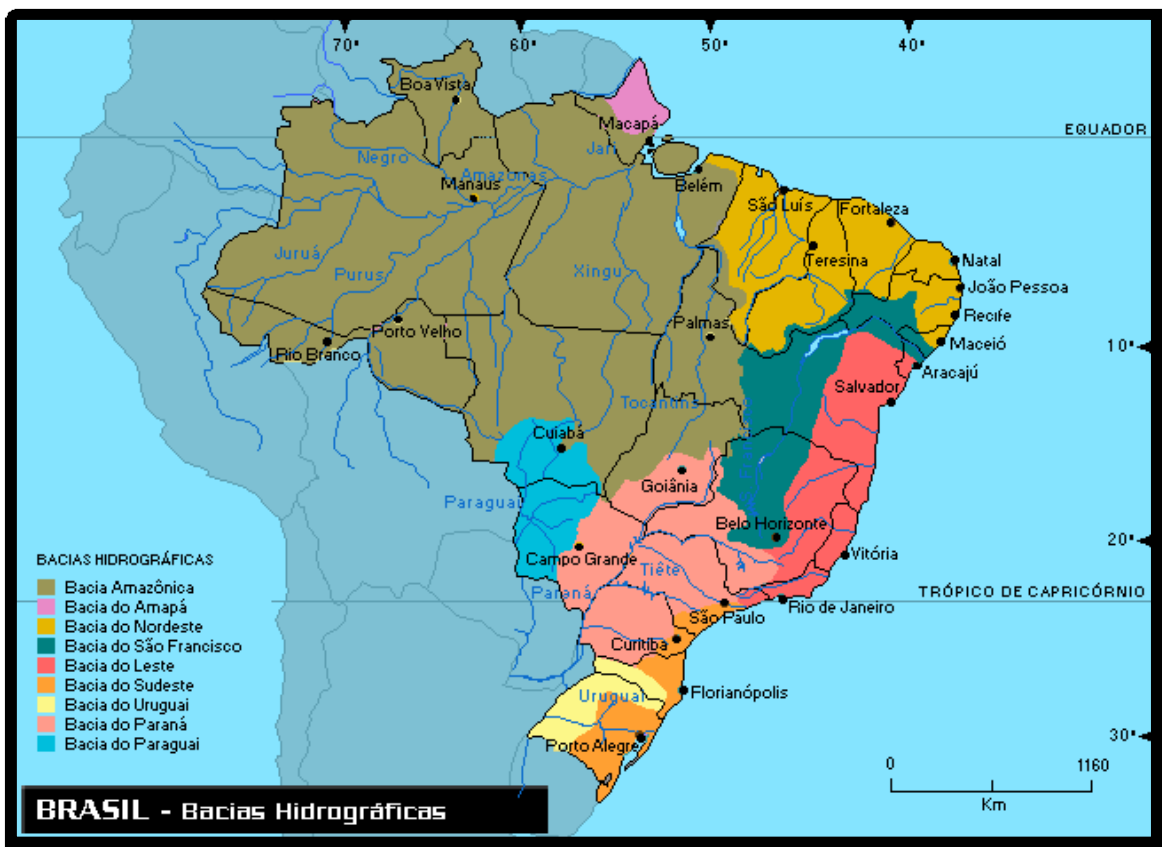 70°
60°
50°
40°
Boa Vista
Macapá
EQUADOR
Negro
Jari
Amazonas
Manaus
Belém
São Luís
Fortaleza
Juruá
Purus
Xingu
Teresina
Natal
João Pessoa
Recife
Porto Velho
Palmas
Rio Branco
Maceió
10°
Aracajú
Salvador
Tocantins
Cuiabá
Goiânia
Paraguai
Belo Horizonte
20°
Vitória
Campo Grande
Tiête
Paraná
TRÓPICO DE CAPRICÓRNIO
Rio de Janeiro
São Paulo
Curitiba
Florianópolis
Uruguai
Porto Alegre
30°
BACIAS HIDROGRÁFICAS
Bacia Amazônica
Bacia do Amapá
Bacia do Nordeste
Bacia do São Francisco
Bacia do Leste
Bacia do Sudeste
Bacia do Uruguai
Bacia do Paraná
Bacia do Paraguai
0
1160
Km
BRASIL - Bacias Hidrográficas